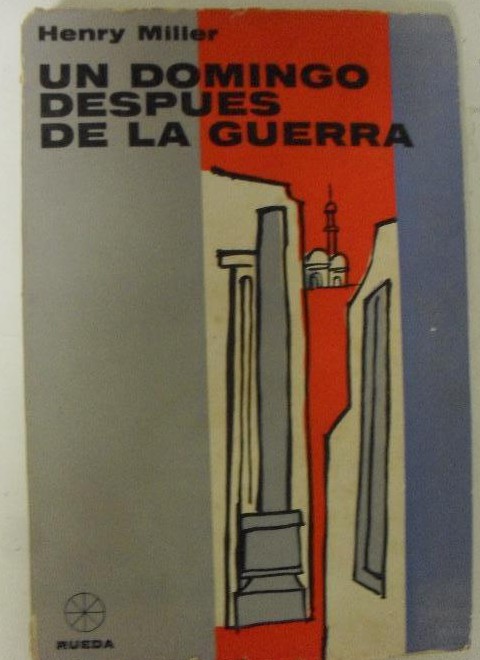 Henry Miller
UN DOMINGO
DESPUES
DE LA GUERRA
RUEDA